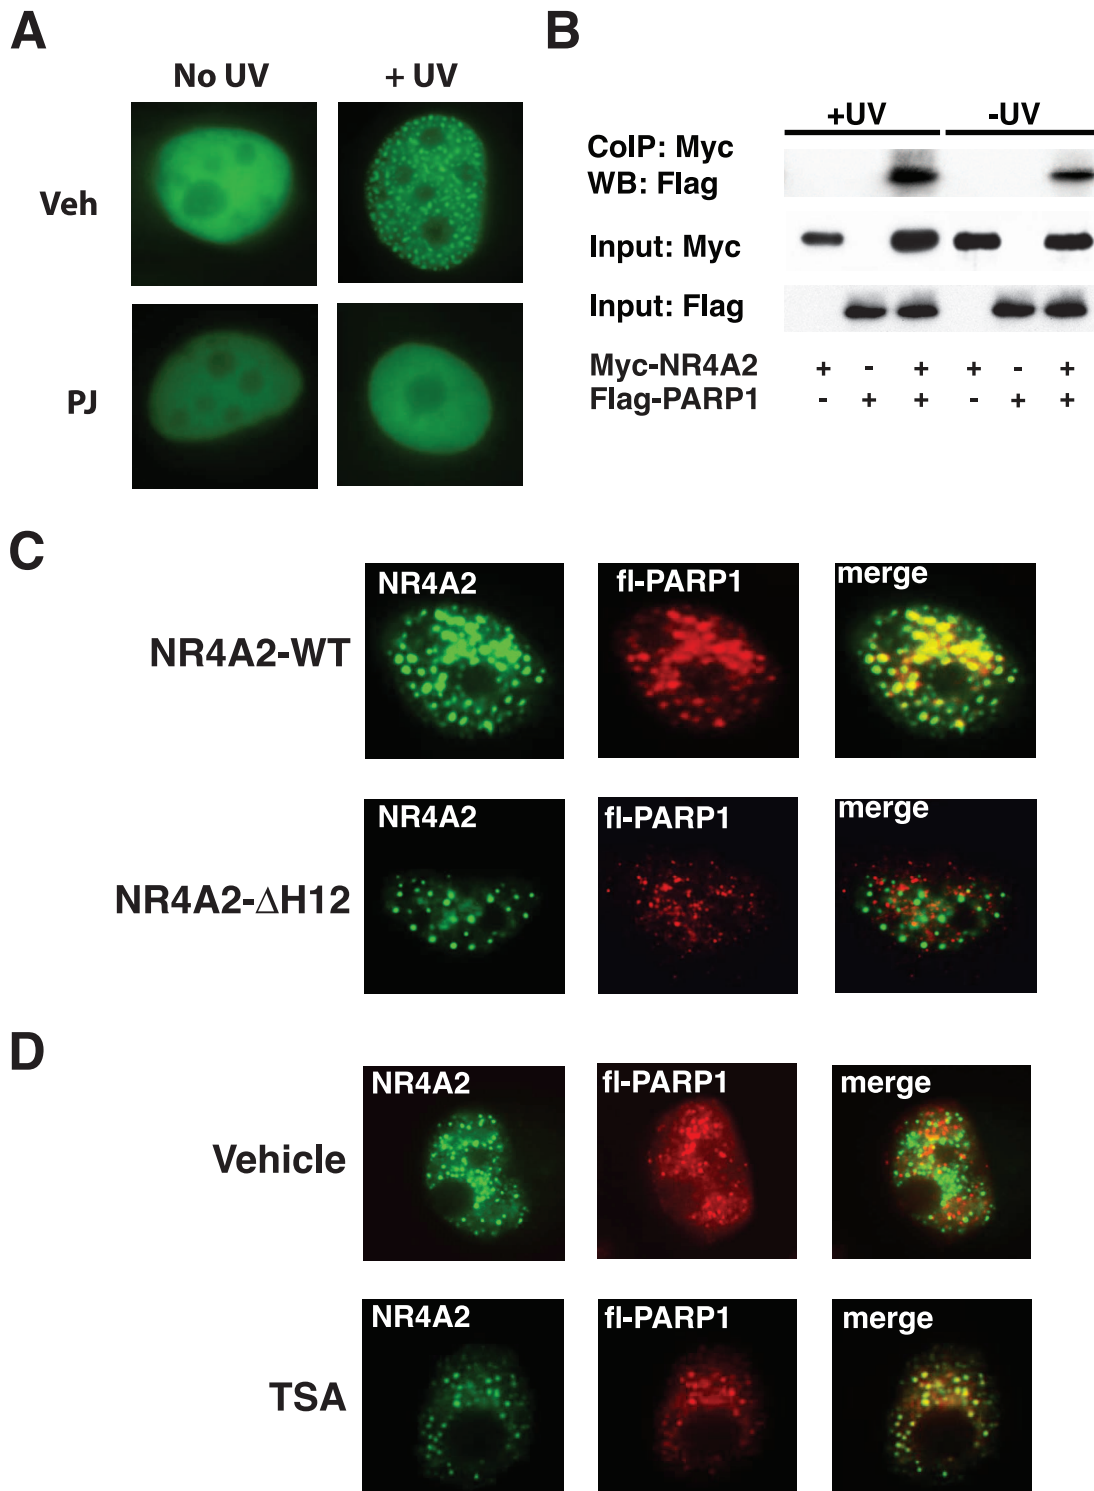 A
No UV
+ UV
Veh
PJ
B
+UV
-UV
CoIP: Myc
WB: Flag
Input: Myc
Input: Flag
Myc-NR4A2 + - + + - +
Flag-PARP1 - + + - + +
C
NR4A2-WT
NR4A2
fl-PARP1
merge
NR4A2-ΔH12
NR4A2
fl-PARP1
merge
D
Vehicle
NR4A2
fl-PARP1
merge
TSA
NR4A2
fl-PARP1
merge